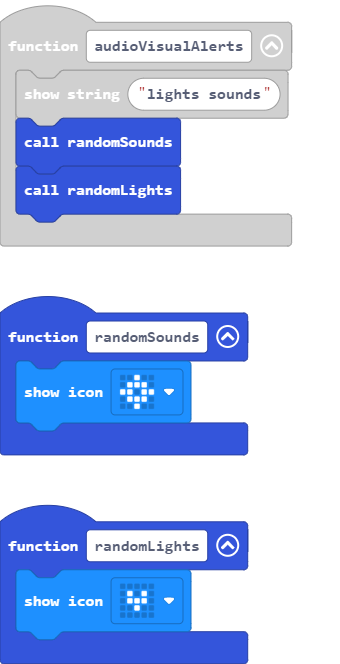 function audioVisualAlerts
show string "lights sounds"
call randomSounds
call randomLights
function randomSounds
show icon
function randomLights
show icon